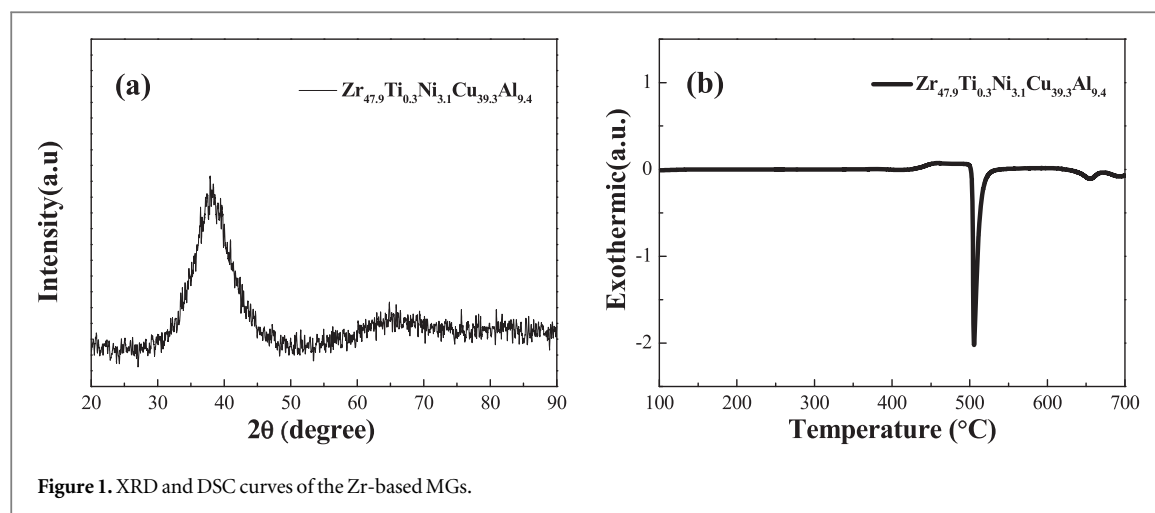 (a)
Zr47.9Ti0.3Ni3.1Cu39.3Al9.4
Intensity(a.u)
20 30 40 50 60 70 80 90
2θ (degree)
(b)
Zr47.9Ti0.3Ni3.1Cu39.3Al9.4
Exothermic(a.u.)
1
0
-1
-2
100 200 300 400 500 600 700
Temperature (°C)
Figure 1. XRD and DSC curves of the Zr-based MGs.